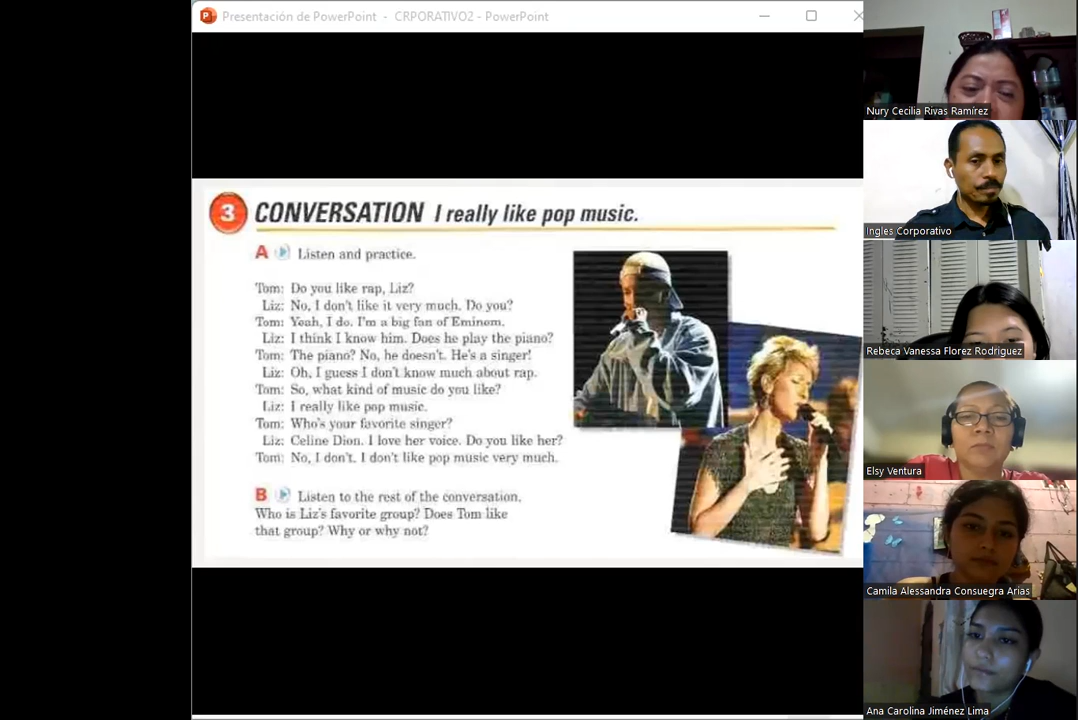 Presentación de PowerPoint - CRPORATIVO2 - PowerPoint
3 CONVERSATION I really like pop music.
A Listen and practice.
Tom: Do you like rap, Liz?
Liz: No, I don't like it very much. Do you?
Tom: Yeah, I do. I'm a big fan of Eminem.
Liz: I think I know him. Does he play the piano?
Tom: The piano? No, he doesn't. He's a singer!
Liz: Oh, I guess I don't know much about rap.
Tom: So, what kind of music do you like?
Liz: I really like pop music.
Tom: Who's your favorite singer?
Liz: Celine Dion. I love her voice. Do you like her?
Tom: No, I don't. I don't like pop music very much.
B Listen to the rest of the conversation.
Who is Liz's favorite group? Does Tom like
that group? Why or why not?
Nury Cecilia Rivas Ramírez
Ingles Corporativo
Rebeca Vanessa Florez Rodriguez
Elsy Ventura
Camila Alessandra Consuegra Arias
Ana Carolina Jiménez Lima